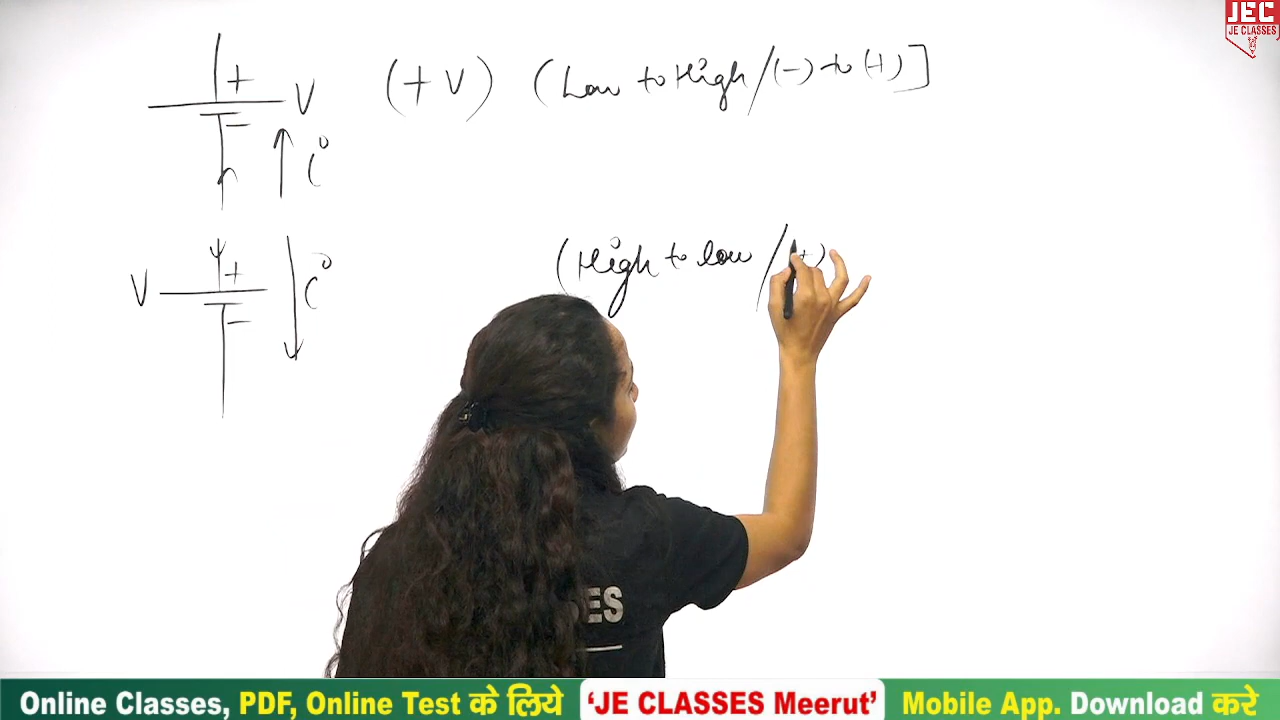 JEC
JE CLASSES
+ V (+V) (Low to High/(-) to (+)]
-
i
V + i (High to low / (+)
-
ES
Online Classes, PDF, Online Test के लिये 'JE CLASSES Meerut' Mobile App. Download करे